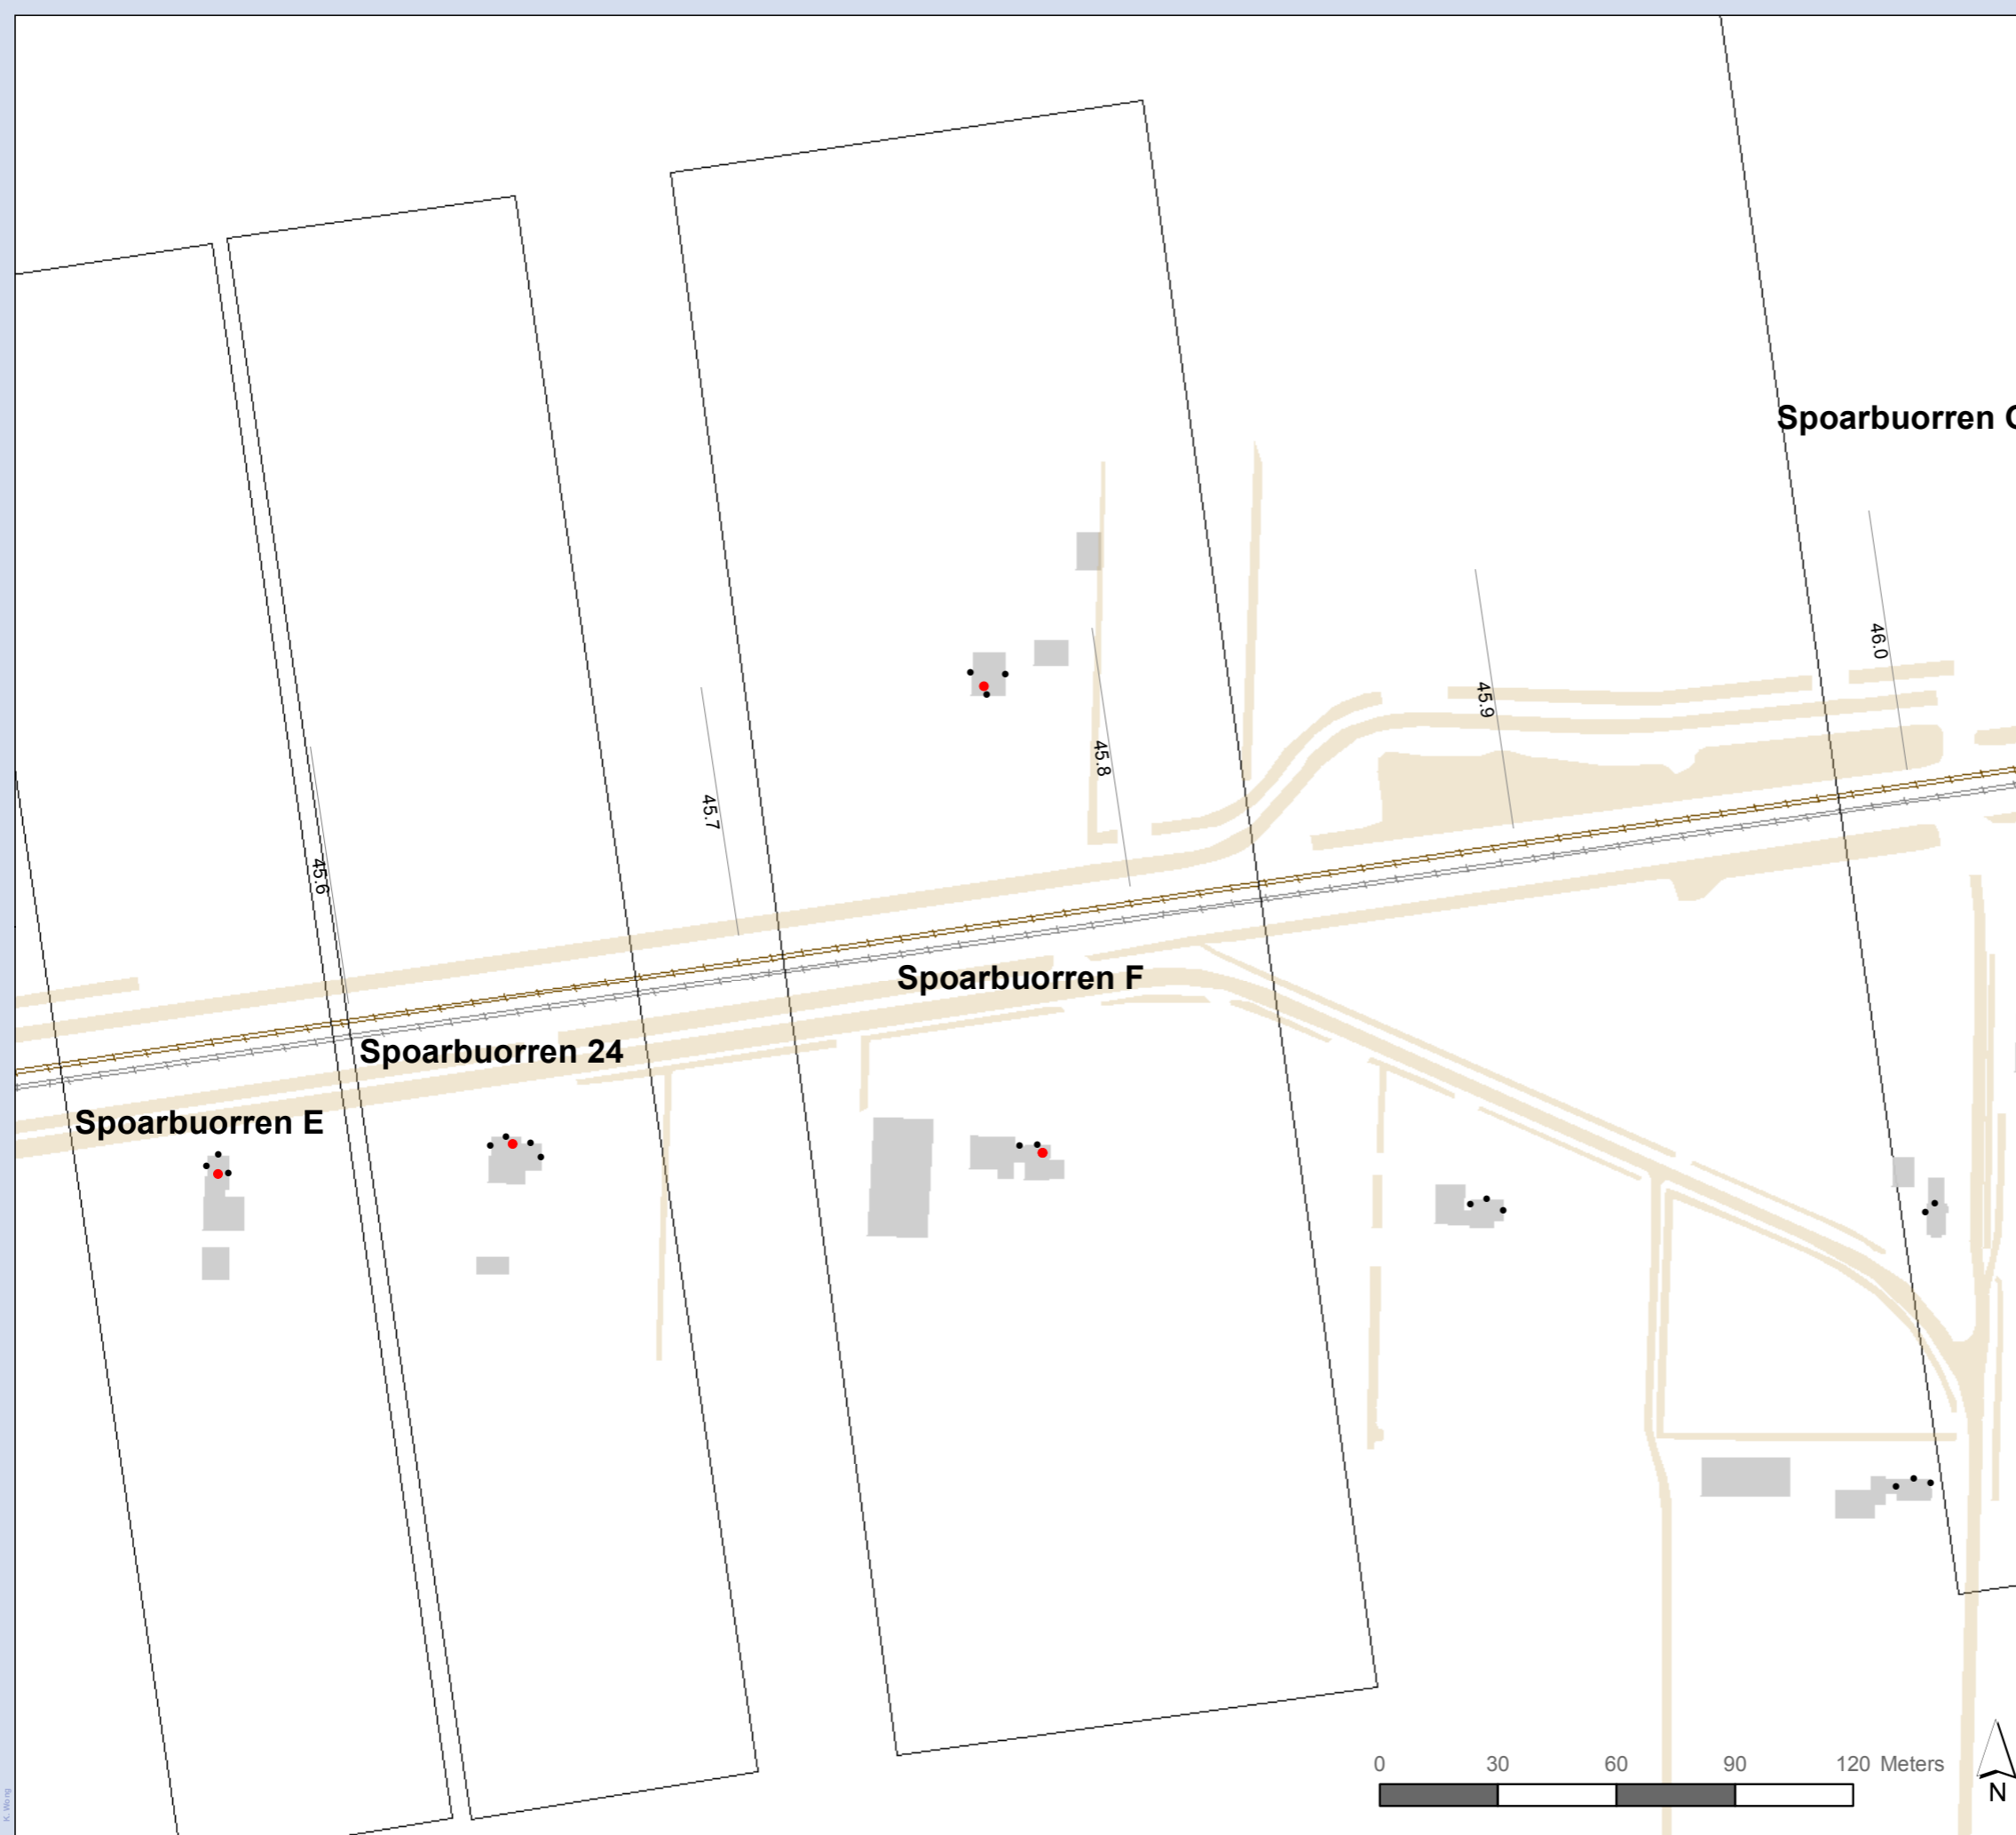 Spoarbuorren
46.0
45.9
45.8
45.7
45.6
Spoarbuorren F
Spoarbuorren 24
Spoarbuorren E
0 30 60 90 120 Meters
N
K. Wong